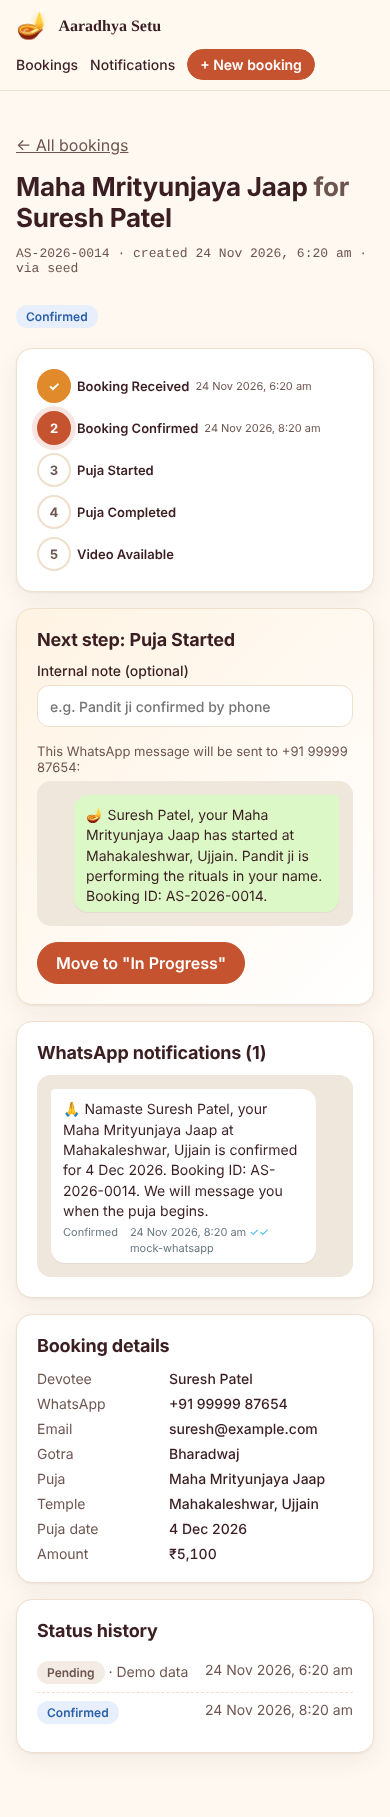 Aaradhya Setu
Bookings Notifications + New booking
← All bookings
Maha Mrityunjaya Jaap for
Suresh Patel
AS-2026-0014 · created 24 Nov 2026, 6:20 am ·
via seed
Confirmed
✓ Booking Received 24 Nov 2026, 6:20 am
2 Booking Confirmed 24 Nov 2026, 8:20 am
3 Puja Started
4 Puja Completed
5 Video Available
Next step: Puja Started
Internal note (optional)
e.g. Pandit ji confirmed by phone
This WhatsApp message will be sent to +91 99999
87654:
🪔 Suresh Patel, your Maha
Mrityunjaya Jaap has started at
Mahakaleshwar, Ujjain. Pandit ji is
performing the rituals in your name.
Booking ID: AS-2026-0014.
Move to "In Progress"
WhatsApp notifications (1)
🙏 Namaste Suresh Patel, your
Maha Mrityunjaya Jaap at
Mahakaleshwar, Ujjain is confirmed
for 4 Dec 2026. Booking ID: AS-
2026-0014. We will message you
when the puja begins.
Confirmed 24 Nov 2026, 8:20 am ✓✓
mock-whatsapp
Booking details
Devotee Suresh Patel
WhatsApp +91 99999 87654
Email suresh@example.com
Gotra Bharadwaj
Puja Maha Mrityunjaya Jaap
Temple Mahakaleshwar, Ujjain
Puja date 4 Dec 2026
Amount ₹5,100
Status history
Pending · Demo data 24 Nov 2026, 6:20 am
Confirmed 24 Nov 2026, 8:20 am